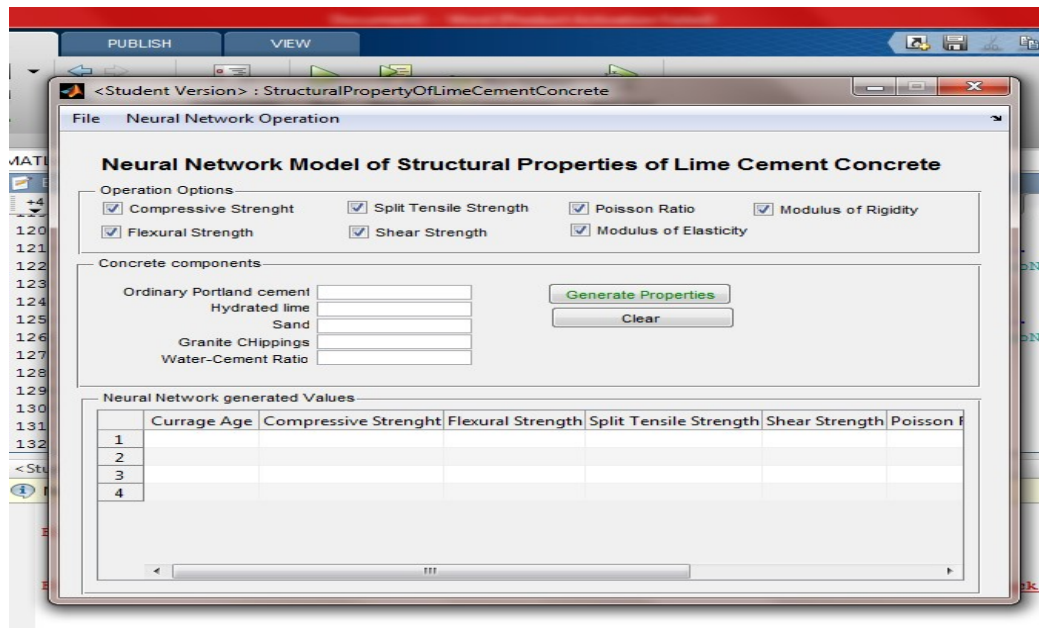 PUBLISH VIEW
<Student Version> : StructuralPropertyOfLimeCementConcrete
File Neural Network Operation
MATL
Neural Network Model of Structural Properties of Lime Cement Concrete
Operation Options
Compressive Strenght Split Tensile Strength Poisson Ratio Modulus of Rigidity
Flexural Strength Shear Strength Modulus of Elasticity
Concrete components
Ordinary Portland cement
Hydrated lime
Sand
Granite CHippings
Water-Cement Ratio
Generate Properties
Clear
Neural Network generated Values
Currage Age Compressive Strenght Flexural Strength Split Tensile Strength Shear Strength Poisson
1
2
3
4
+4
120
121
122
123
124
125
126
127
128
129
130
131
132
<Stu